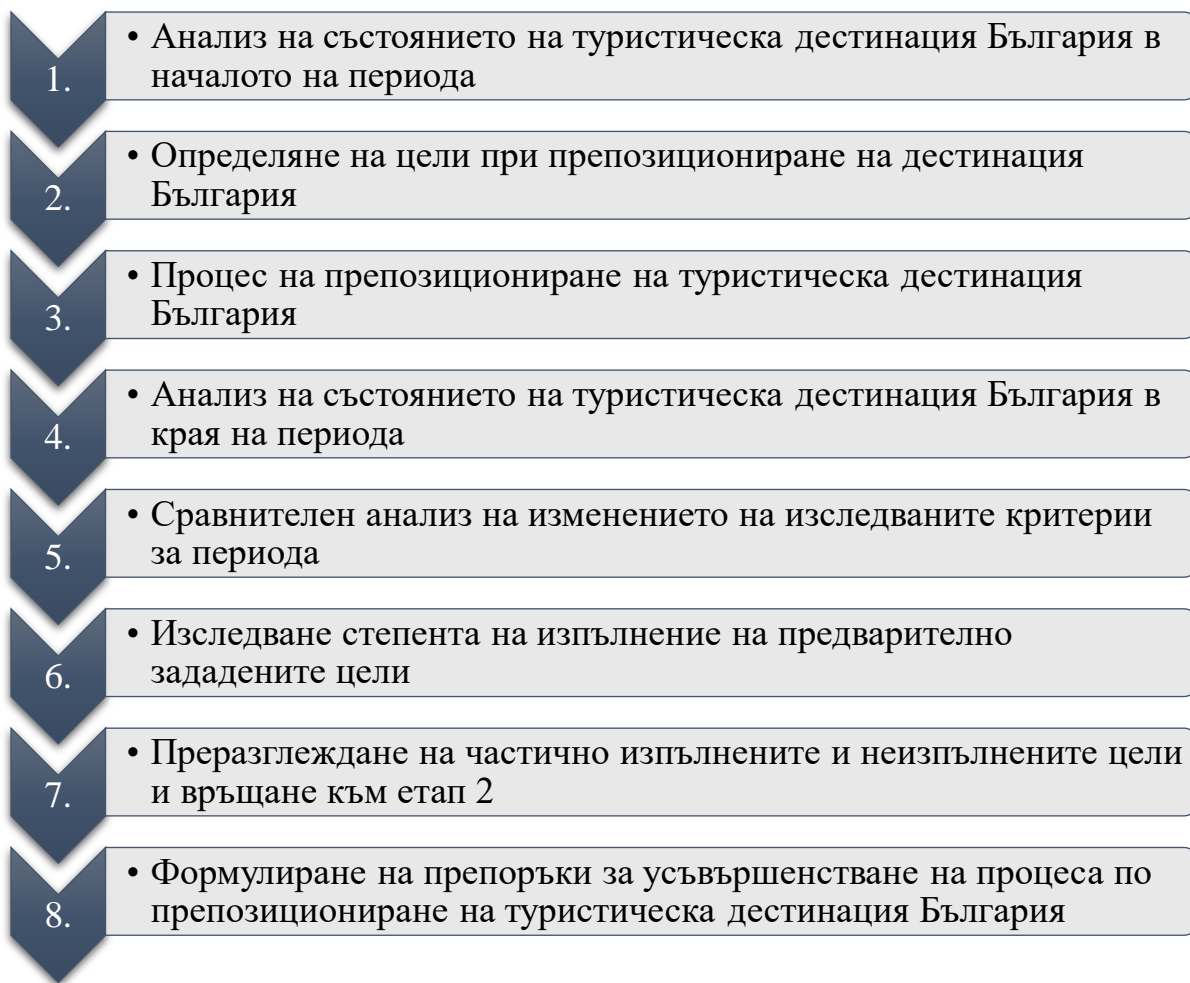 1.
• Анализ на състоянието на туристическа дестинация България в
началото на периода
2.
• Определяне на цели при препозициониране на дестинация
България
3.
• Процес на препозициониране на туристическа дестинация
България
4.
• Анализ на състоянието на туристическа дестинация България в
края на периода
5.
• Сравнителен анализ на изменението на изследваните критерии
за периода
6.
• Изследване степента на изпълнение на предварително
зададените цели
7.
• Преразглеждане на частично изпълнените и неизпълнените цели
и връщане към етап 2
8.
• Формулиране на препоръки за усъвършенстване на процеса по
препозициониране на туристическа дестинация България